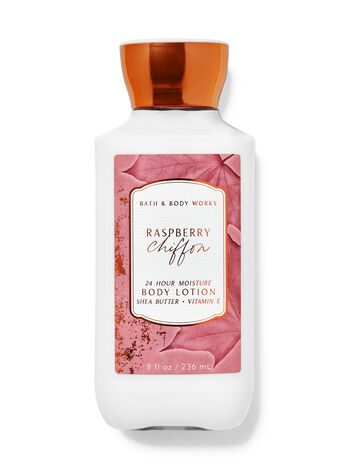 BATH & BODY WORKS
RASPBERRY
Chiffon
24 HOUR MOISTURE
BODY LOTION
SHEA BUTTER • VITAMIN E
8 fl oz / 236 mL